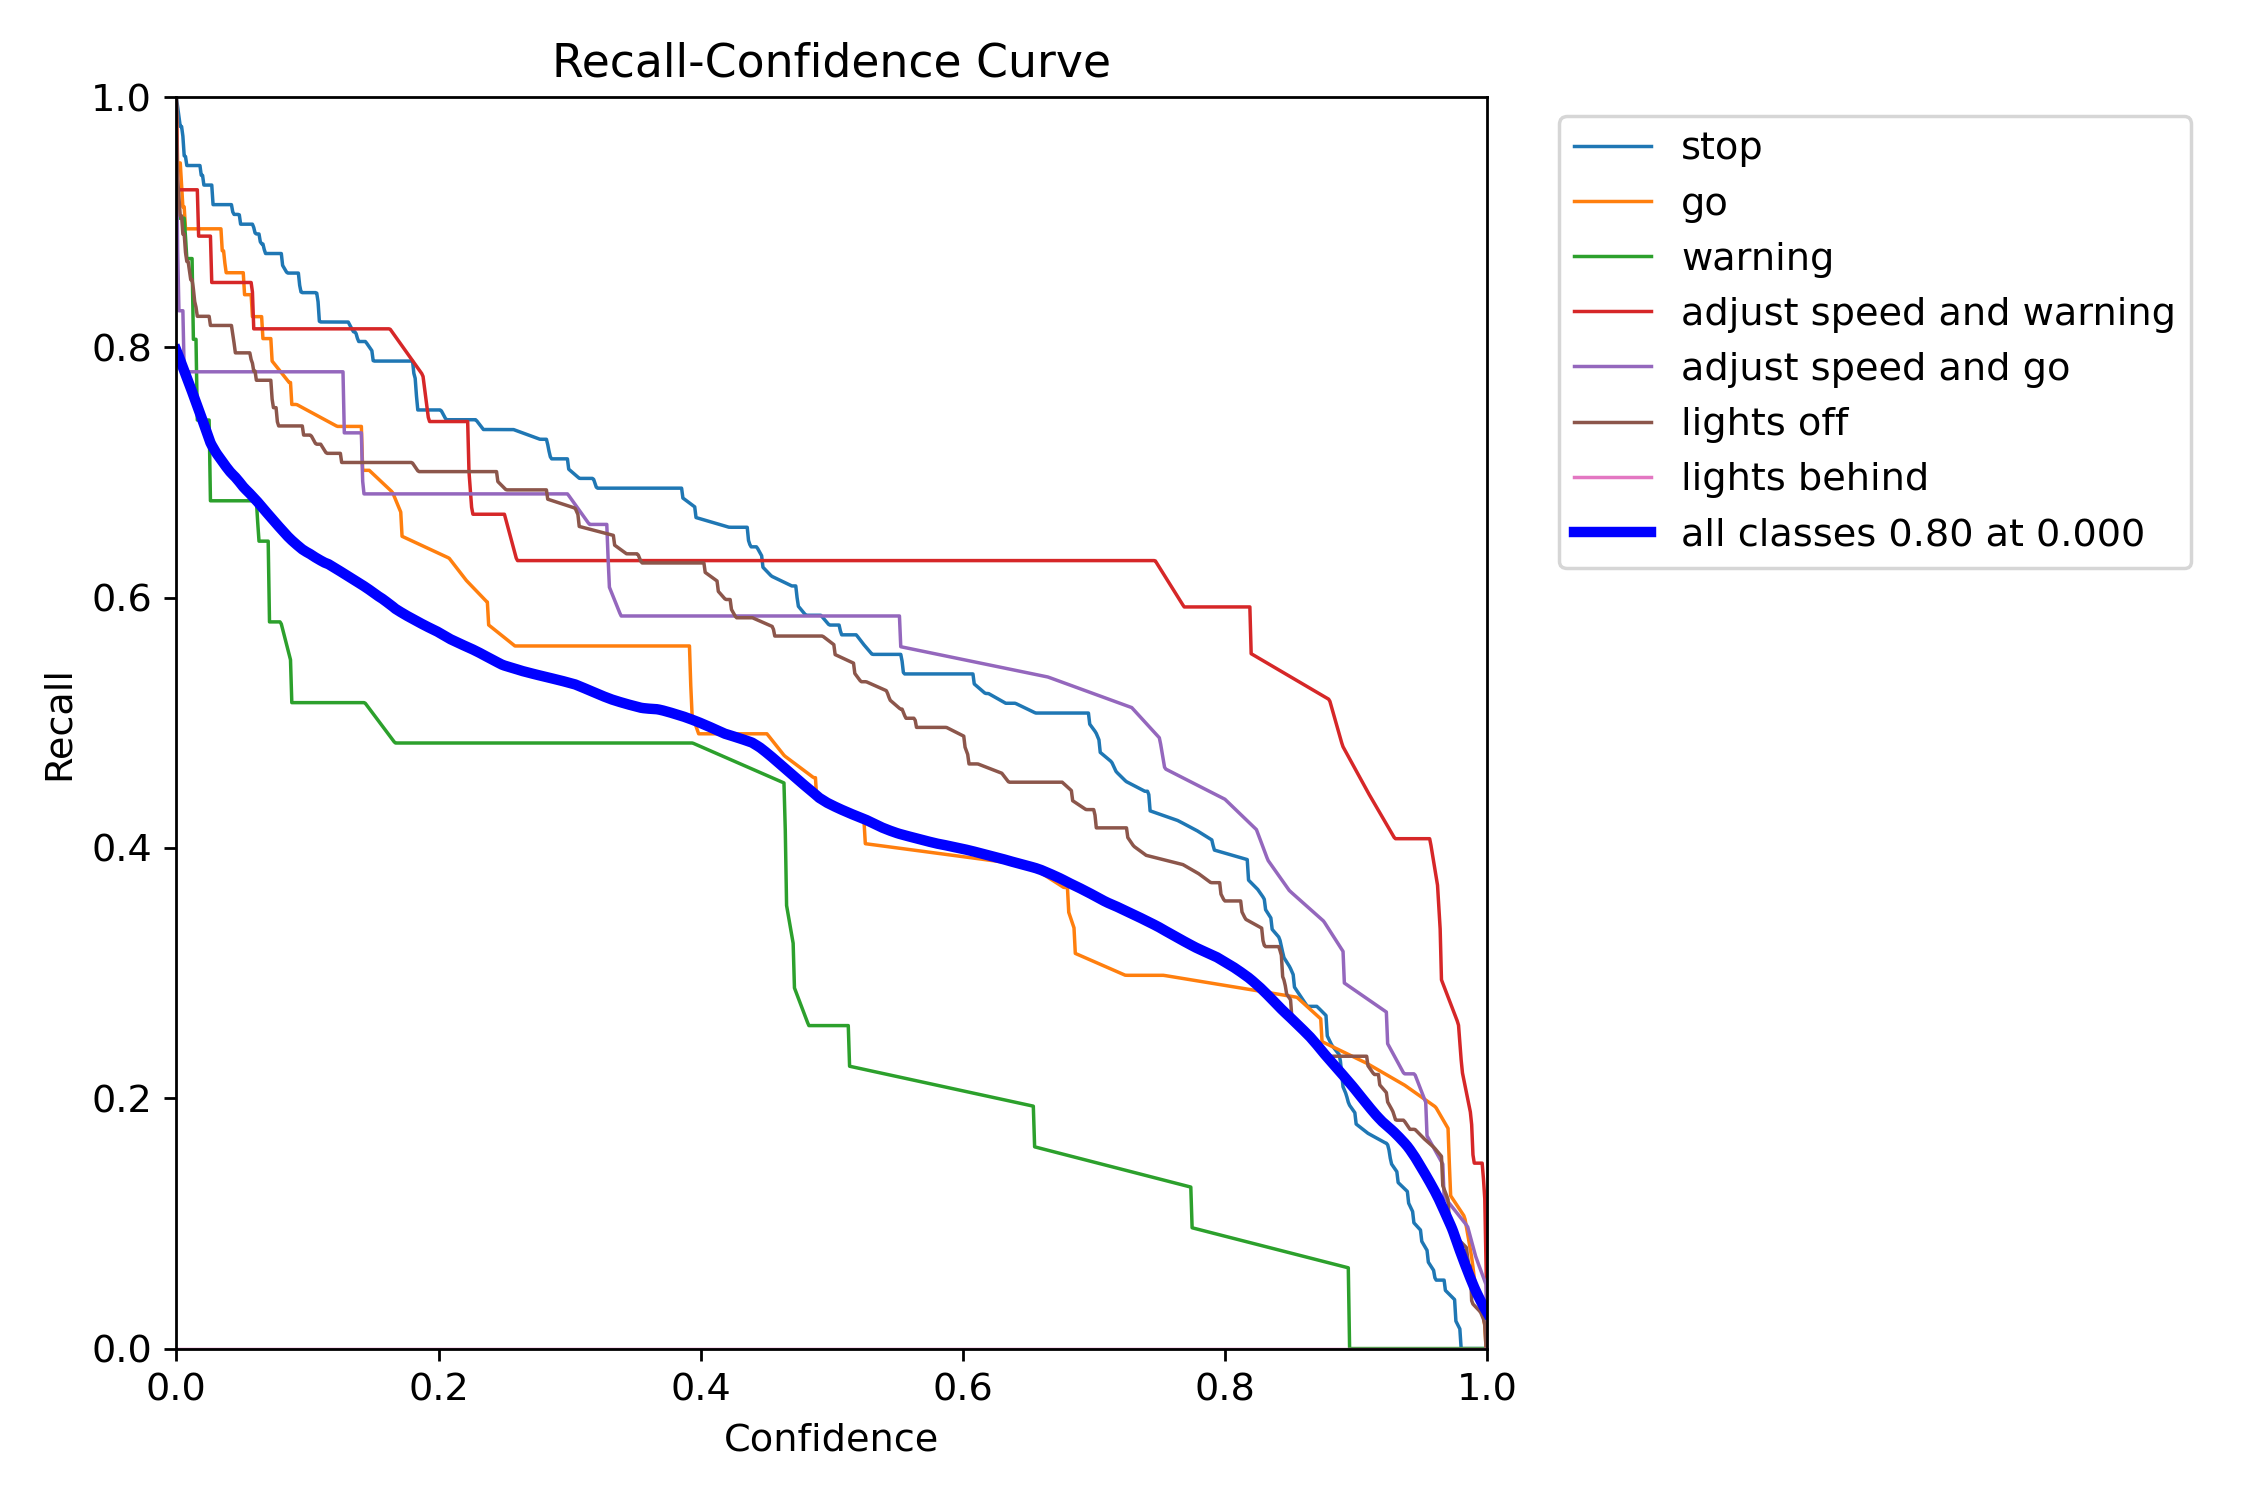 Recall-Confidence Curve
1.0
0.8
0.6
0.4
0.2
0.0
Recall
0.0 0.2 0.4 0.6 0.8 1.0
Confidence
stop
go
warning
adjust speed and warning
adjust speed and go
lights off
lights behind
all classes 0.80 at 0.000